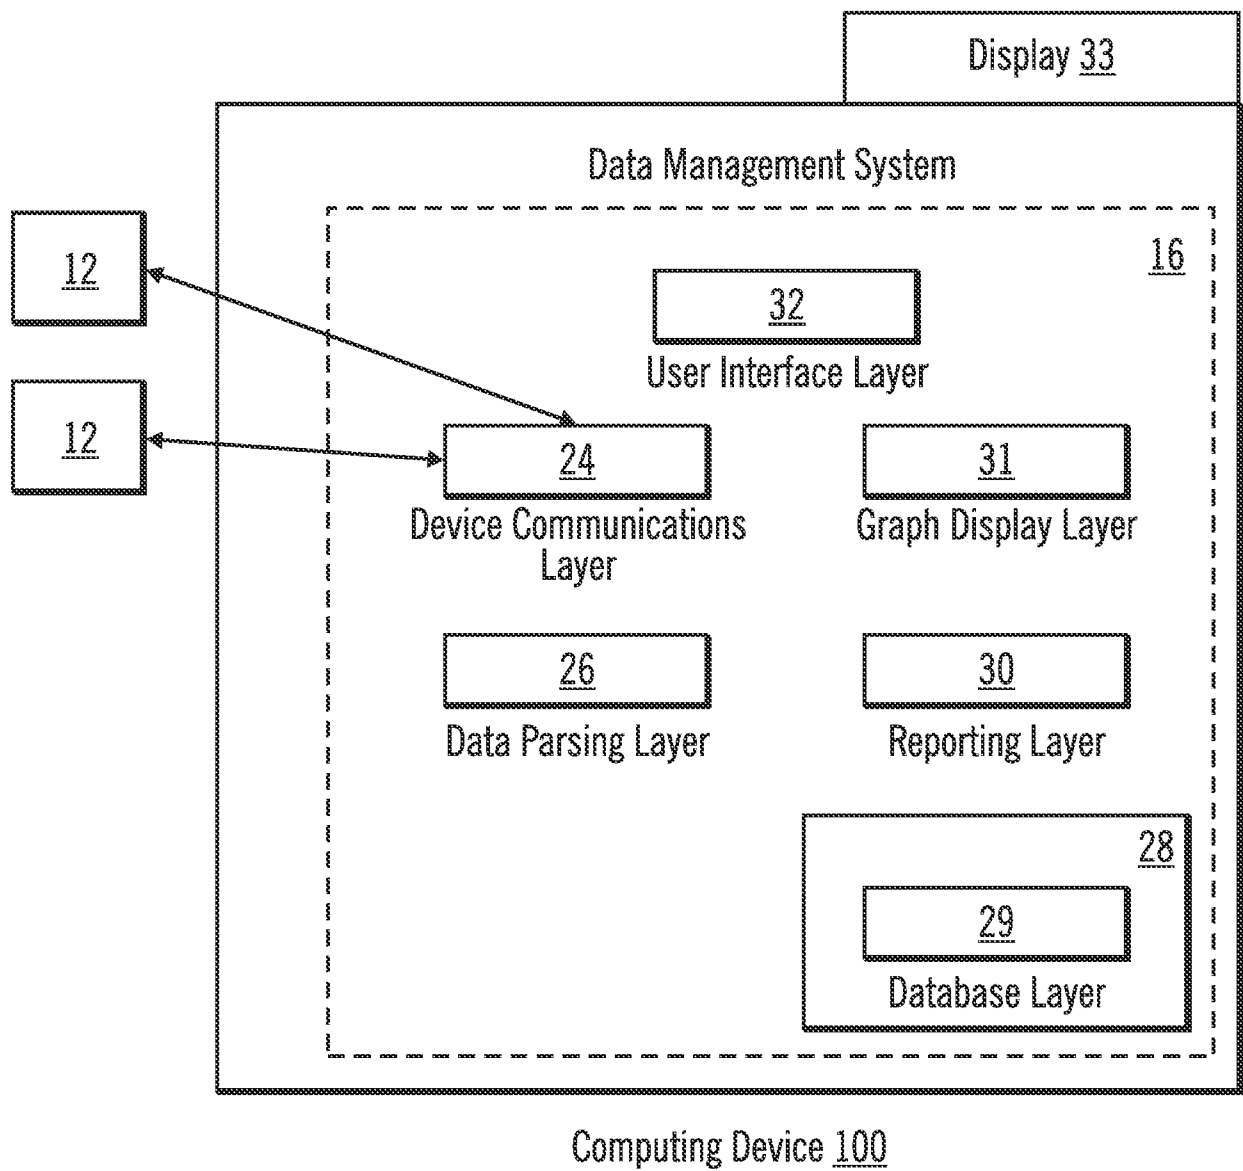 Display 33
Data Management System
16
12
32
User Interface Layer
12
24
31
Device Communications
Layer
Graph Display Layer
26
30
Data Parsing Layer
Reporting Layer
28
29
Database Layer
Computing Device 100